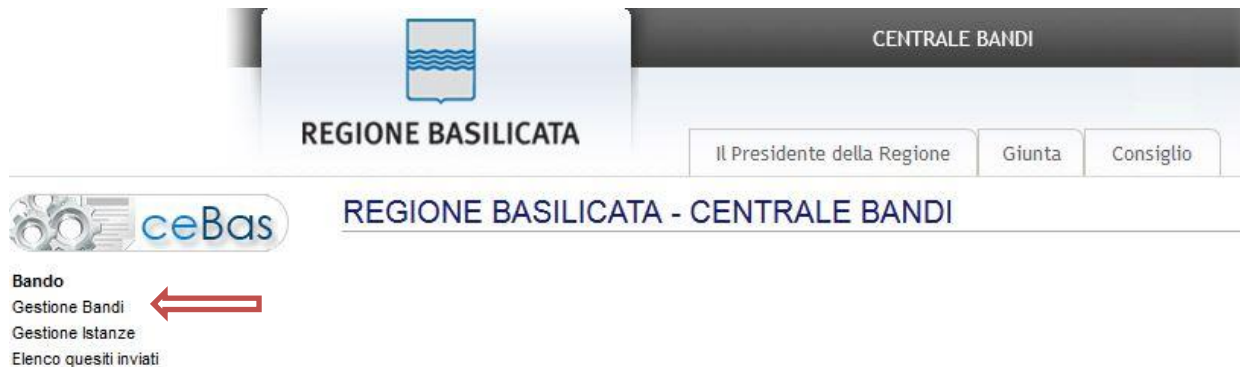 CENTRALE BANDI
REGIONE BASILICATA
Il Presidente della Regione Giunta Consiglio
ceBas
REGIONE BASILICATA - CENTRALE BANDI
Bando
Gestione Bandi
Gestione Istanze
Elenco quesiti inviati